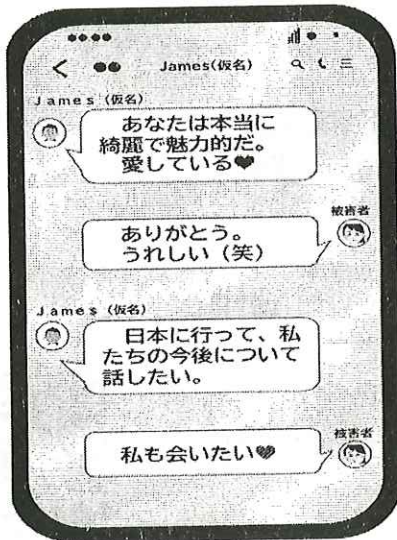 James(仮名)
James (仮名)
あなたは本当に
綺麗で魅力的だ。
愛している♥
被害者
ありがとう。
うれしい（笑）
James (仮名)
日本に行って、私
たちの今後について
話したい。
被害者
私も会いたい♥